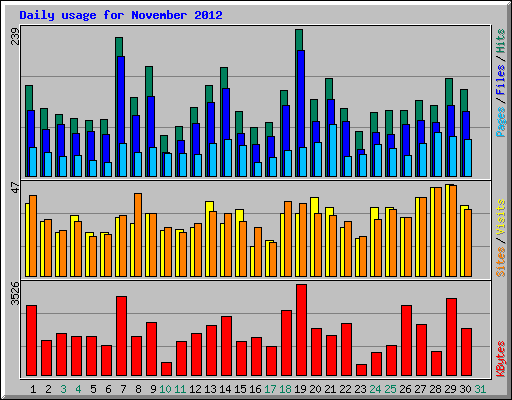 Daily usage for November 2012
239
Pages / Files / Hits
47
Sites / Visits
3526
KBytes
1 2 3 4 5 6 7 8 9 10 11 12 13 14 15 16 17 18 19 20 21 22 23 24 25 26 27 28 29 30 31